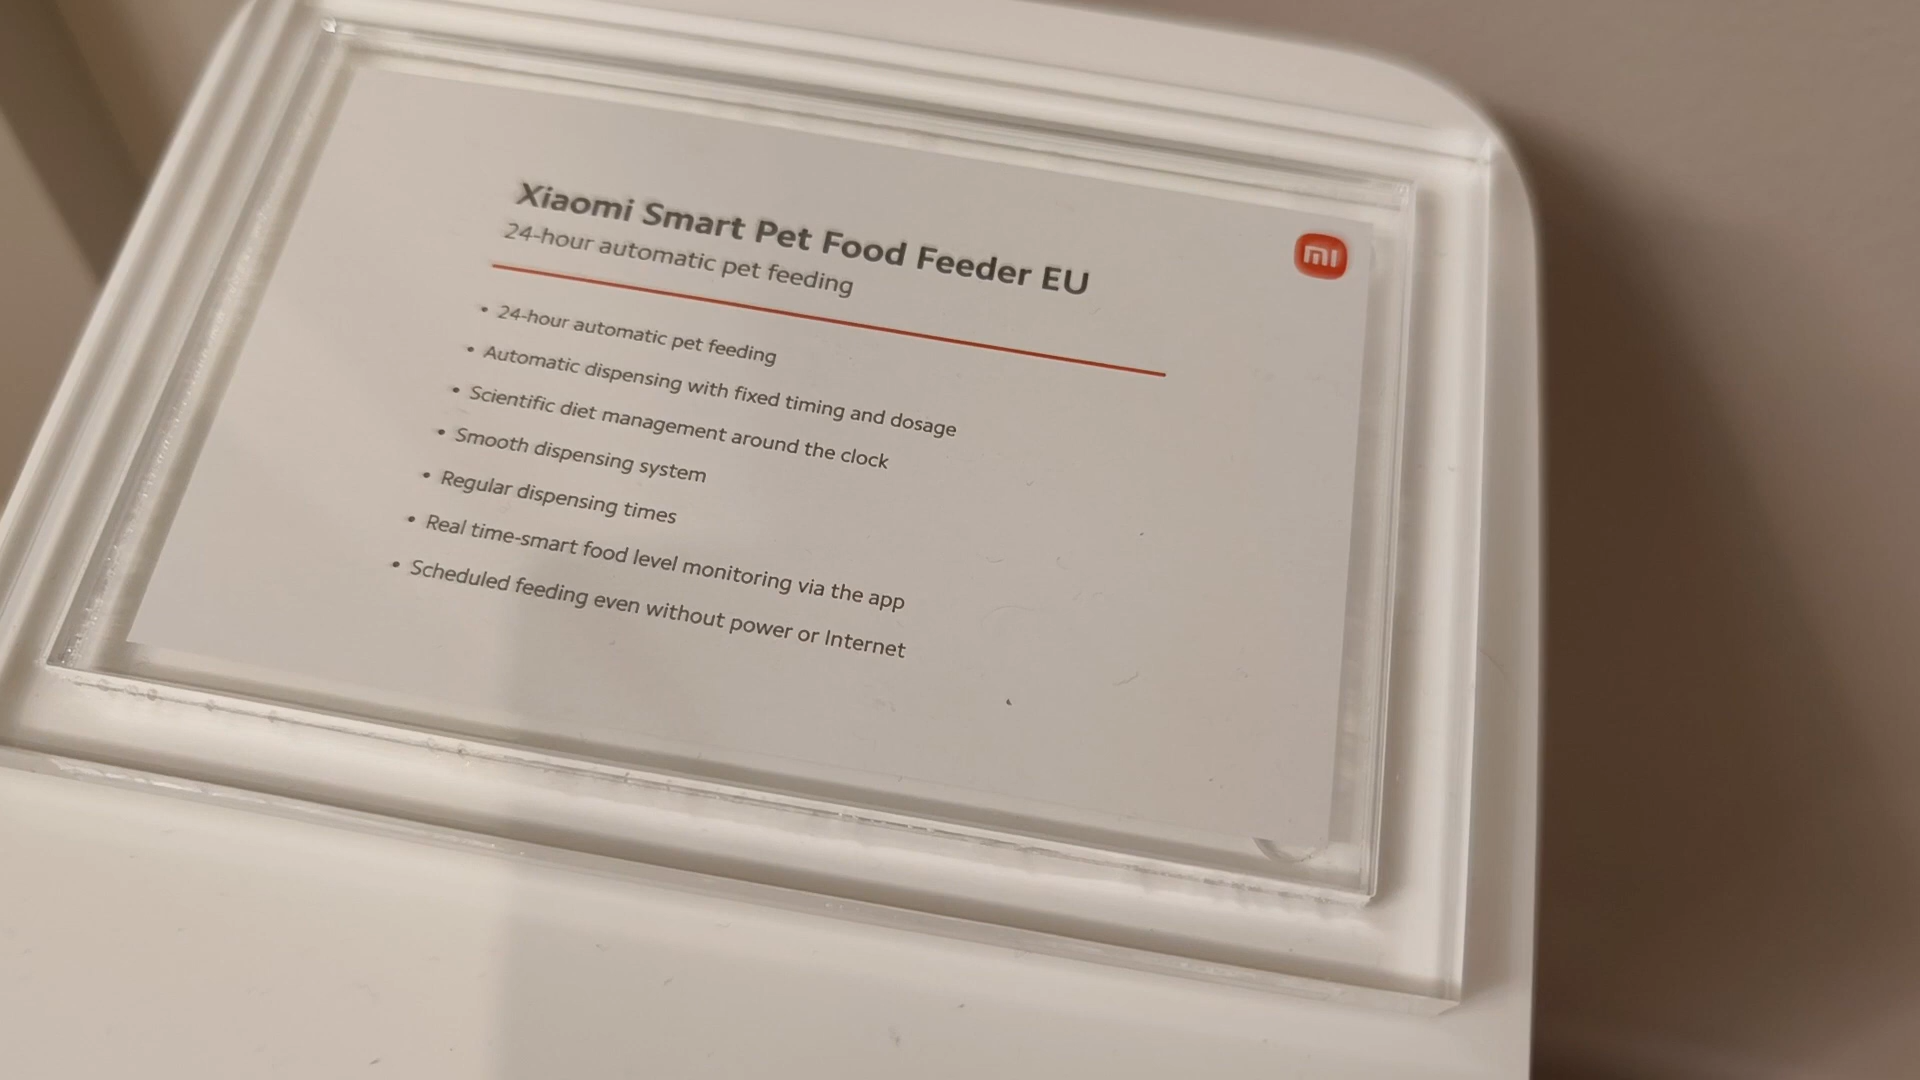 Xiaomi Smart Pet Food Feeder EU
24-hour automatic pet feeding
mi
• 24-hour automatic pet feeding
• Automatic dispensing with fixed timing and dosage
• Scientific diet management around the clock
• Smooth dispensing system
• Regular dispensing times
• Real time-smart food level monitoring via the app
• Scheduled feeding even without power or Internet